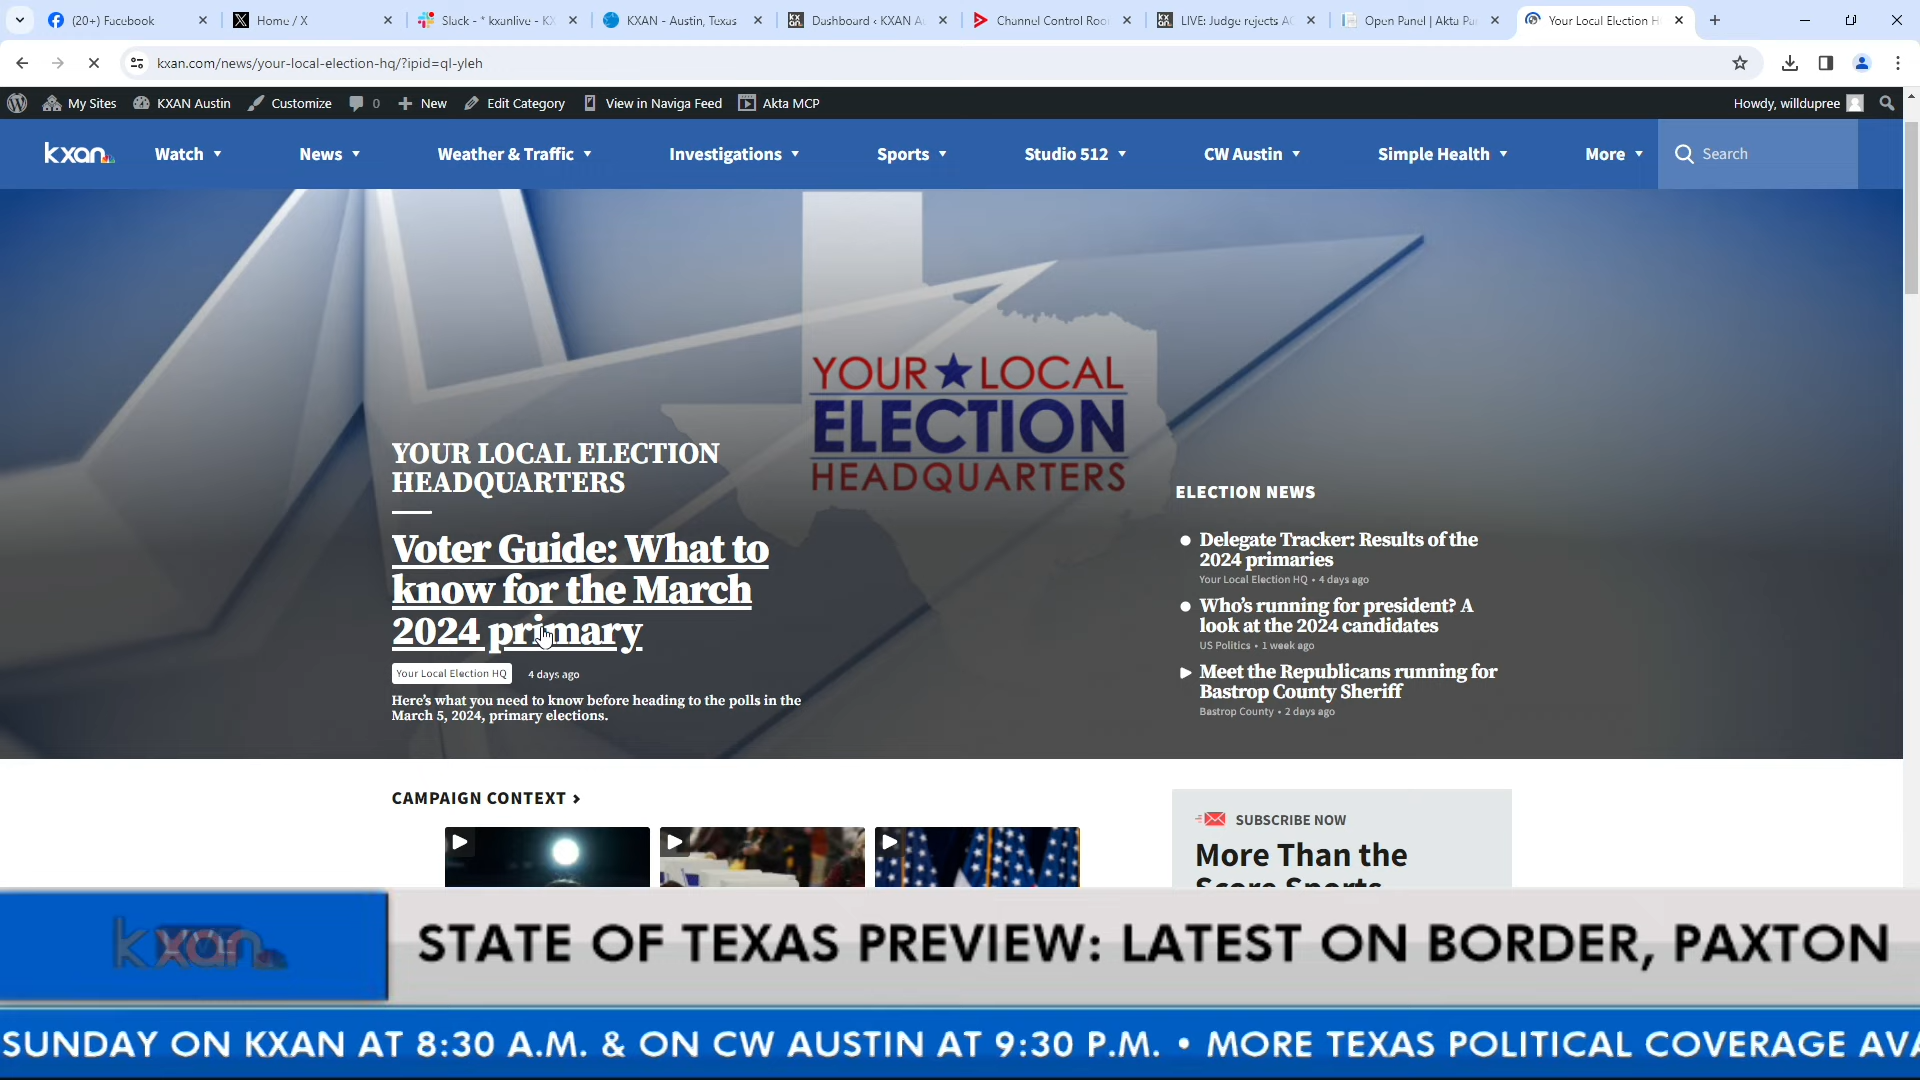 (20+) Facebook
Home / X
Slack - * kxanlive - KX
KXAN - Austin, Texas
Dashboard ‹ KXAN A
Channel Control Roo
LIVE: Judge rejects AG
Open Panel | Akta Pa
Your Local Election H
kxan.com/news/your-local-election-hq/?ipid=ql-yleh
My Sites
KXAN Austin
Customize
0
New
Edit Category
View in Naviga Feed
Akta MCP
Howdy, willdupree
kxan
Watch
News
Weather & Traffic
Investigations
Sports
Studio 512
CW Austin
Simple Health
More
Search
YOUR LOCAL
ELECTION
HEADQUARTERS
YOUR LOCAL ELECTION
HEADQUARTERS
Voter Guide: What to
know for the March
2024 primary
Your Local Election HQ
4 days ago
Here's what you need to know before heading to the polls in the
March 5, 2024, primary elections.
ELECTION NEWS
Delegate Tracker: Results of the
2024 primaries
Your Local Election HQ • 4 days ago
Who's running for president? A
look at the 2024 candidates
US Politics • 1 week ago
Meet the Republicans running for
Bastrop County Sheriff
Bastrop County • 2 days ago
CAMPAIGN CONTEXT >
SUBSCRIBE NOW
More Than the
Score Sports
kxan
STATE OF TEXAS PREVIEW: LATEST ON BORDER, PAXTON
SUNDAY ON KXAN AT 8:30 A.M. & ON CW AUSTIN AT 9:30 P.M. • MORE TEXAS POLITICAL COVERAGE AVA